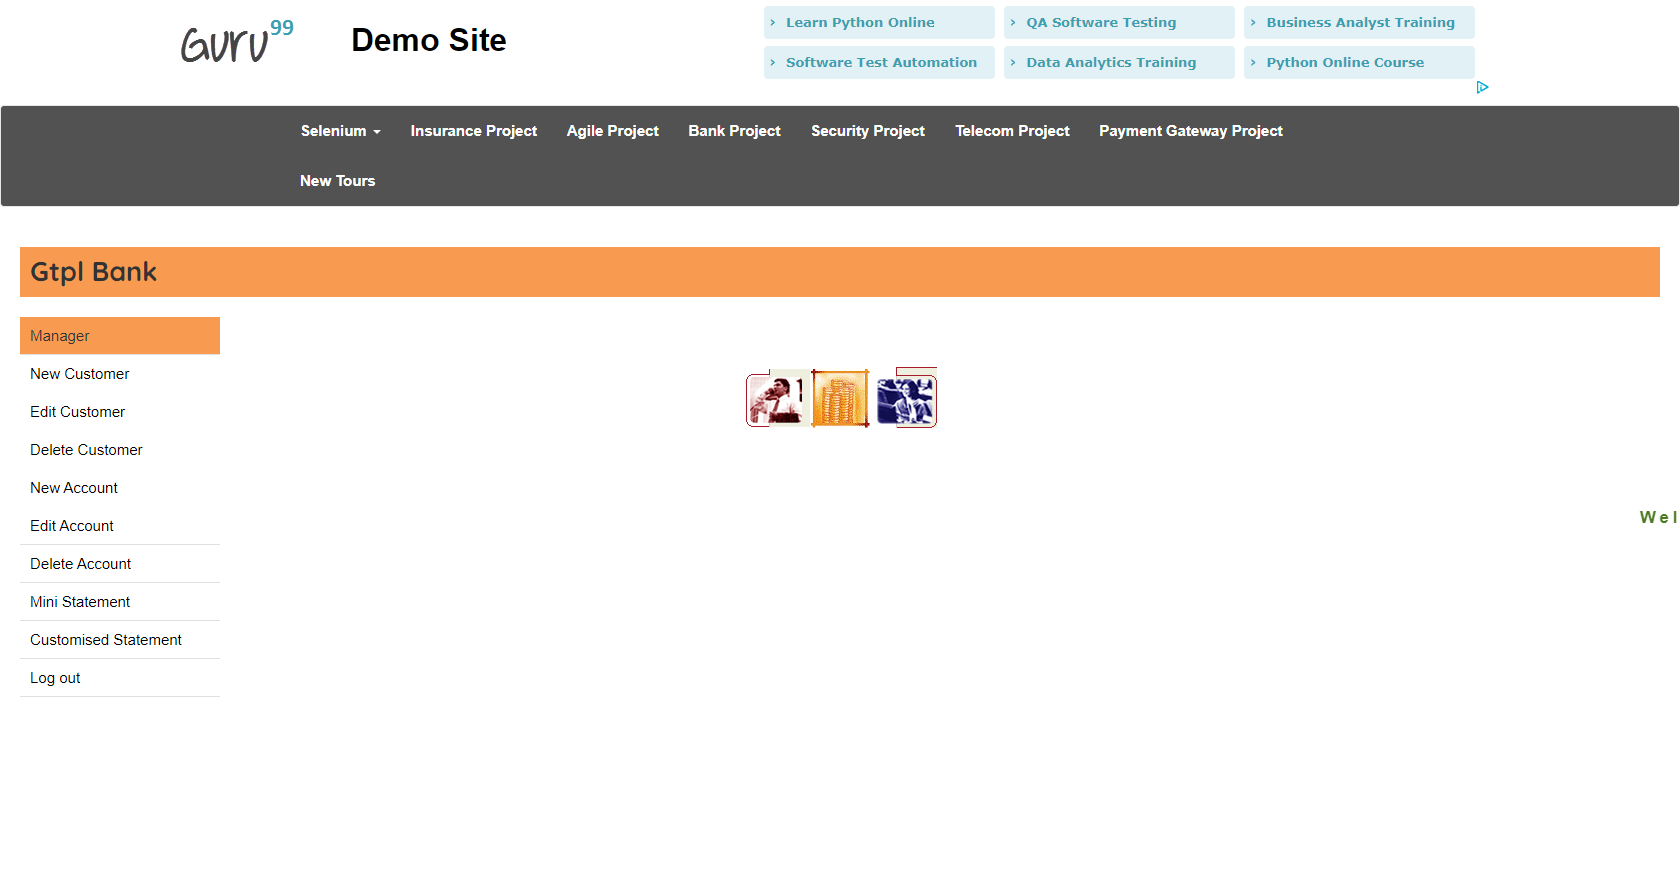 Guru99
Demo Site
› Learn Python Online
› QA Software Testing
› Business Analyst Training
› Software Test Automation
› Data Analytics Training
› Python Online Course
Selenium Insurance Project Agile Project Bank Project Security Project Telecom Project Payment Gateway Project
New Tours
Gtpl Bank
Manager
New Customer
Edit Customer
Delete Customer
New Account
Edit Account
Wel
Delete Account
Mini Statement
Customised Statement
Log out